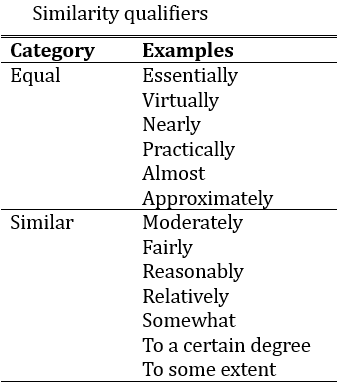 Similarity qualifiers
Category Examples
Equal Essentially
Virtually
Nearly
Practically
Almost
Approximately
Similar Moderately
Fairly
Reasonably
Relatively
Somewhat
To a certain degree
To some extent